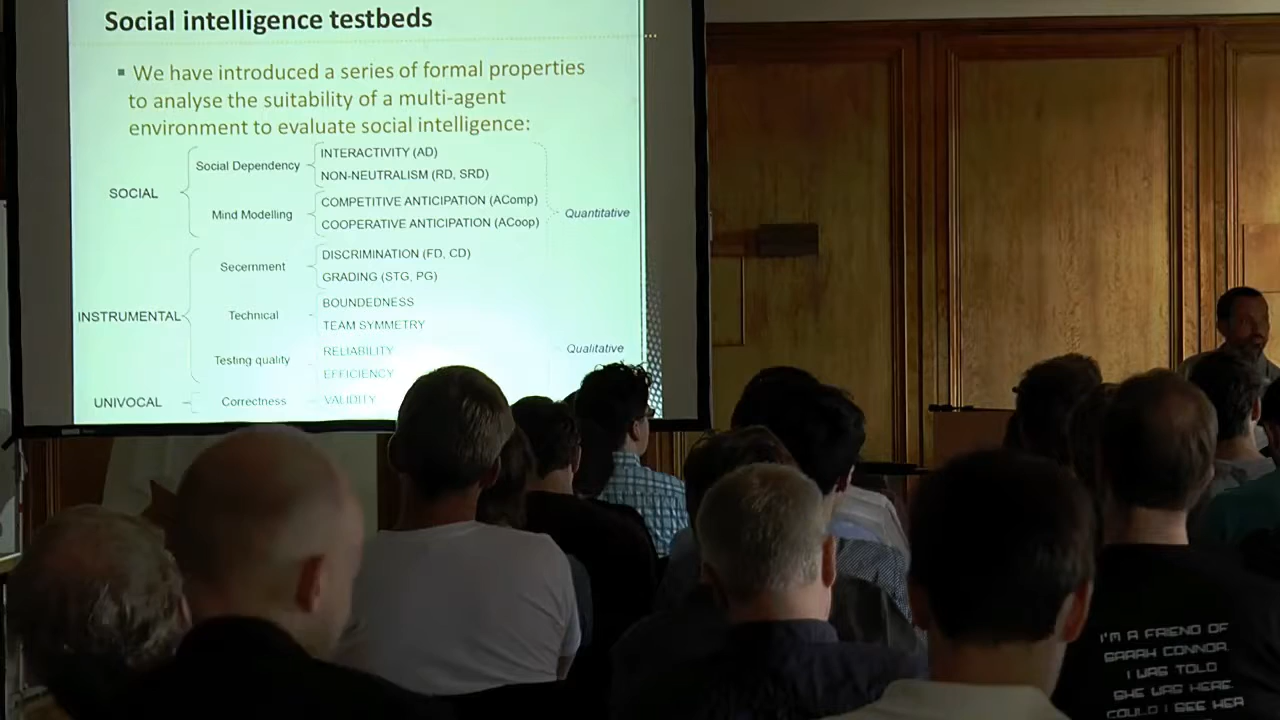 Social intelligence testbeds
▪ We have introduced a series of formal properties
to analyse the suitability of a multi-agent
environment to evaluate social intelligence:
SOCIAL
Social Dependency
INTERACTIVITY (AD)
NON-NEUTRALISM (RD, SRD)
Mind Modelling
COMPETITIVE ANTICIPATION (AComp)
COOPERATIVE ANTICIPATION (ACoop)
Quantitative
INSTRUMENTAL
Secernment
DISCRIMINATION (FD, CD)
GRADING (STG, PG)
Technical
BOUNDEDNESS
TEAM SYMMETRY
Testing quality
RELIABILITY
EFFICIENCY
Qualitative
UNIVOCAL
Correctness
VALIDITY
I'M A FRIEND OF
SARAH CONNOR.
I WAS TOLD
SHE WAS HERE.
COULD I SEE HER